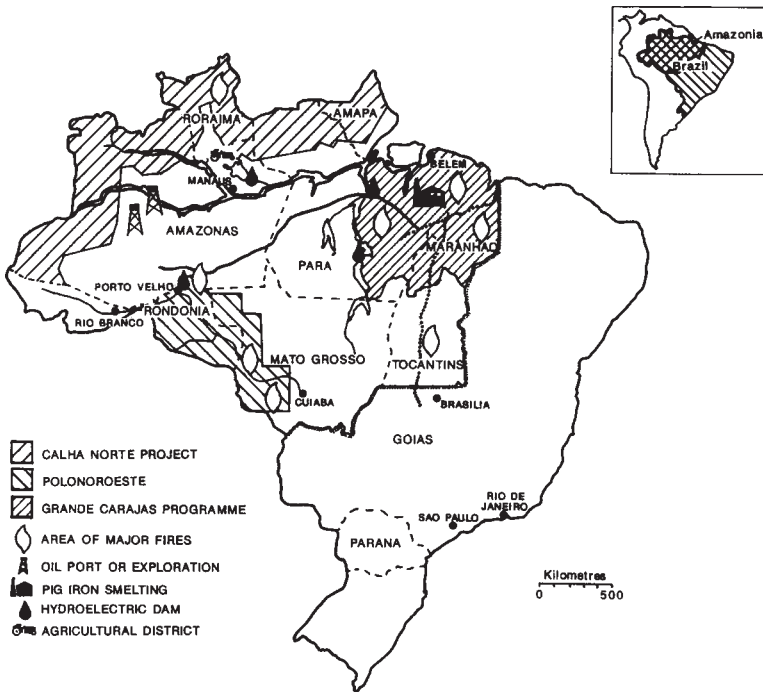 Amazonia
Brazil
RORAIMA
AMAPA
MANAUS
BELEM
AMAZONAS
MARANHAO
PARA
PORTO VELHO
RONDONIA
RIO BRANCO
MATO GROSSO
TOCANTINS
CUIABA
BRASILIA
GOIAS
CALHA NORTE PROJECT
POLONOROESTE
GRANDE CARAJAS PROGRAMME
AREA OF MAJOR FIRES
OIL PORT OR EXPLORATION
PIG IRON SMELTING
HYDROELECTRIC DAM
AGRICULTURAL DISTRICT
RIO DE
JANEIRO
SAO PAULO
PARANA
Kilometres
0 500